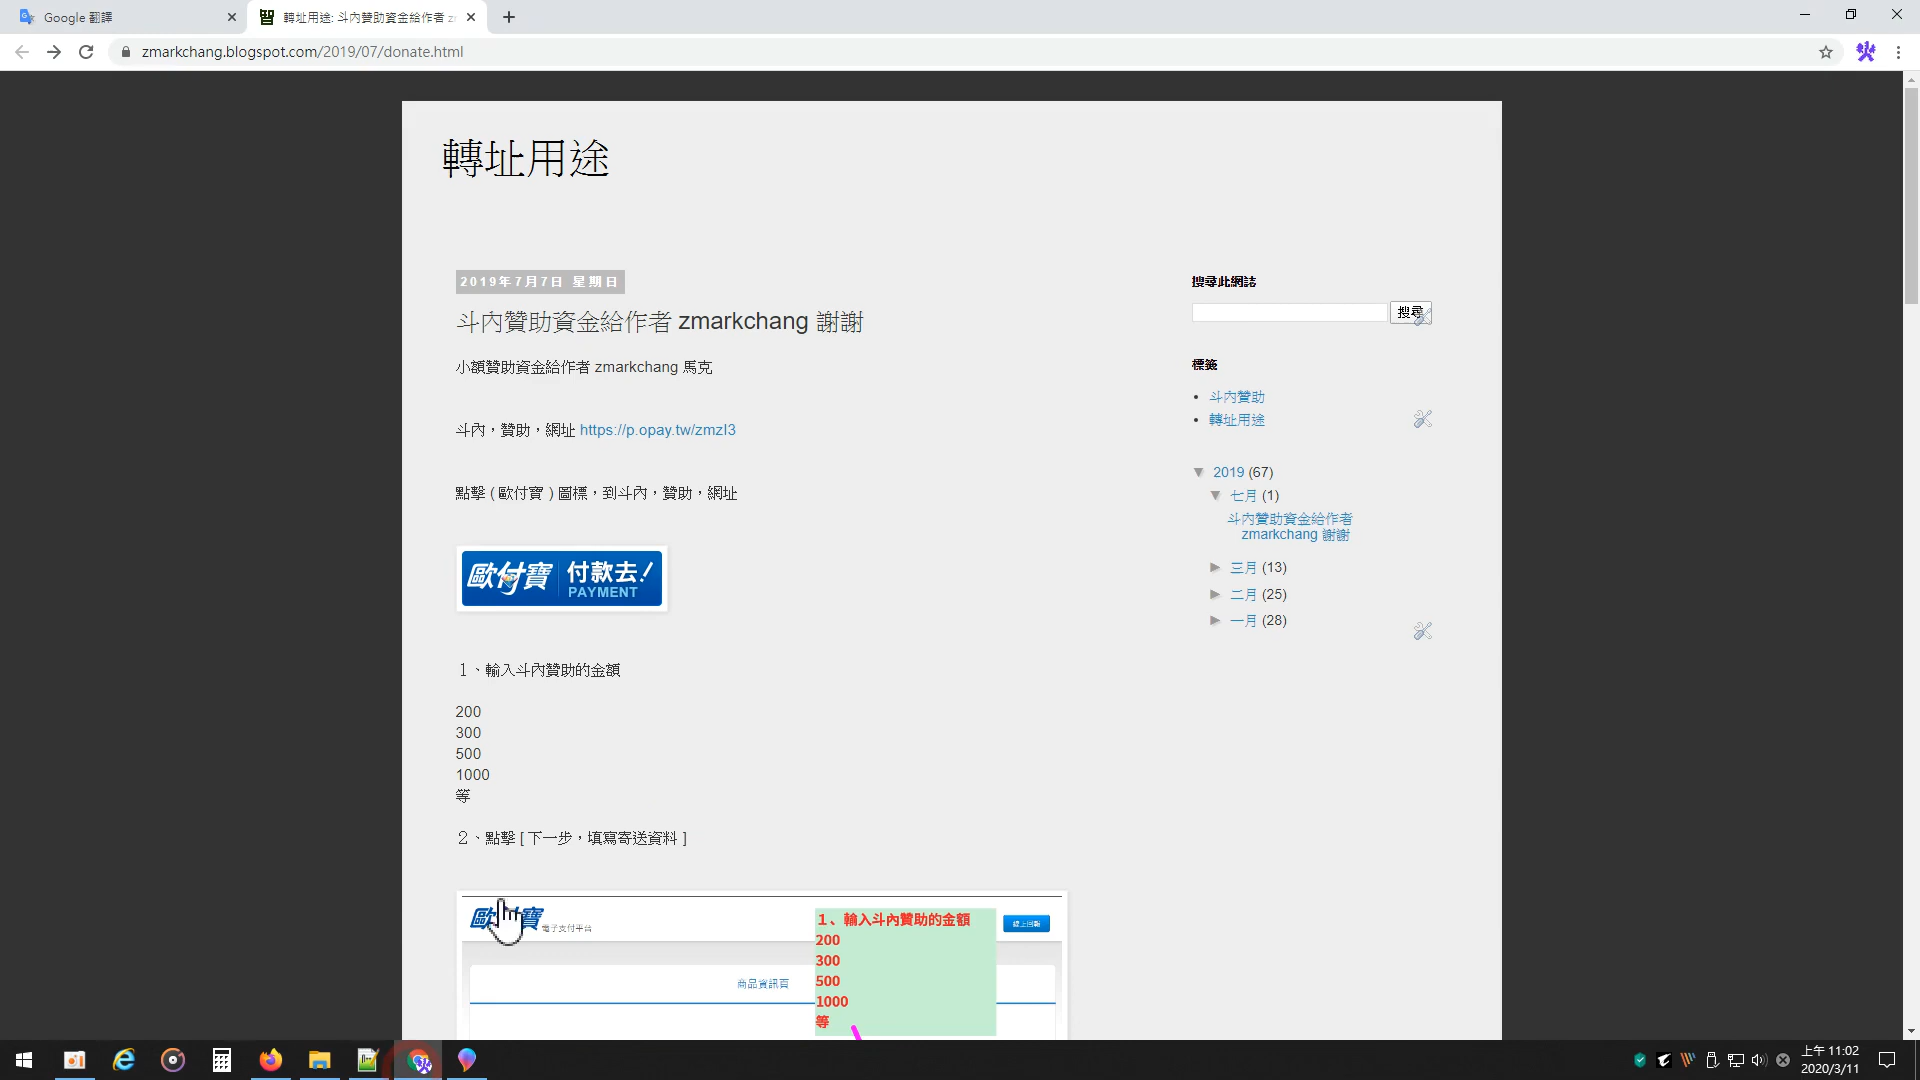 Google 翻譯
轉址用途: 斗內贊助資金給作者 z
zmarkchang.blogspot.com/2019/07/donate.html
轉址用途
2019年7月7日 星期日
斗內贊助資金給作者 zmarkchang 謝謝
小額贊助資金給作者 zmarkchang 馬克
斗內，贊助，網址 https://p.opay.tw/zmzI3
點擊 ( 歐付寶 ) 圖標，到斗內，贊助，網址
歐付寶 付款去!
PAYMENT
１、輸入斗內贊助的金額
200
300
500
1000
等
２、點擊 [ 下一步，填寫寄送資料 ]
電子支付平台
商品資訊頁
１、輸入斗內贊助的金額
200
300
500
1000
等
線上回報
搜尋此網誌
搜尋
標籤
斗內贊助
轉址用途
2019 (67)
七月 (1)
斗內贊助資金給作者
zmarkchang 謝謝
三月 (13)
二月 (25)
一月 (28)
上午 11:02
2020/3/11